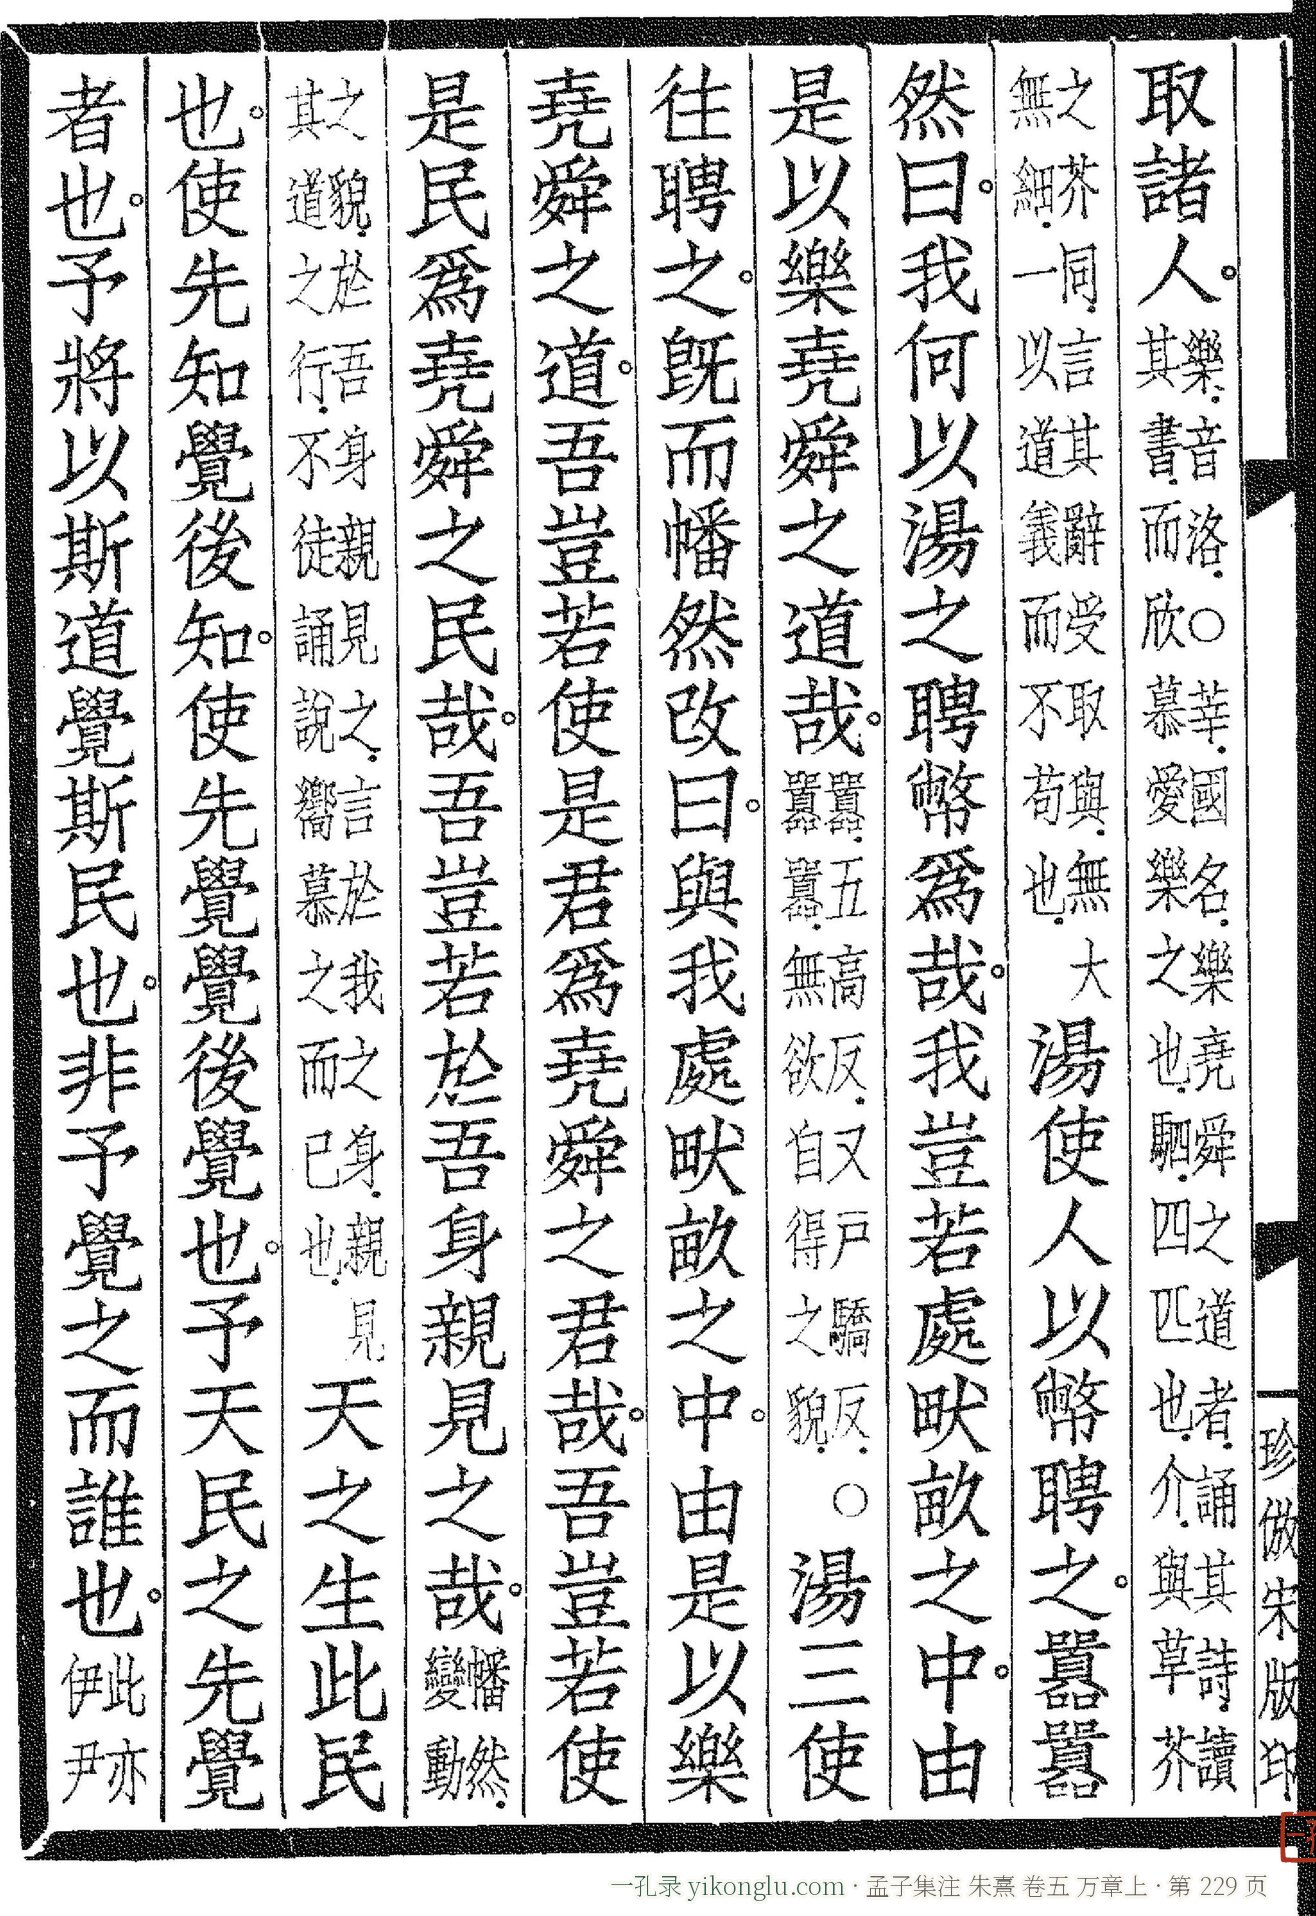 珍倣宋版印
取諸人。樂.音洛.○莘.國名.樂堯舜之道者.誦其詩.讀其書.而欣慕愛樂之也.駟.四匹也.介.與草芥
之芥同.言其辭受取與.無大無細.一以道義而不苟也.湯使人以幣聘之。囂囂
然曰。我何以湯之聘幣爲哉。我豈若處畎畝之中。由
是以樂堯舜之道哉。囂.五高反.又戶驕反.○囂囂.無欲自得之貌.湯三使
往聘之。既而幡然改曰。與我處畎畝之中。由是以樂
堯舜之道。吾豈若使是君爲堯舜之君哉。吾豈若使
是民爲堯舜之民哉。吾豈若於吾身親見之哉。幡然.變動
之貌.於吾身親見之.言於我之身.親見其道之行.不徒誦說嚮慕之而已也.天之生此民
也。使先知覺後知。使先覺覺後覺也。予天民之先覺
者也。予將以斯道覺斯民也。非予覺之而誰也。此亦伊尹
一孔录 yikonglu.com · 孟子集注 朱熹 卷五 万章上 · 第 229 页